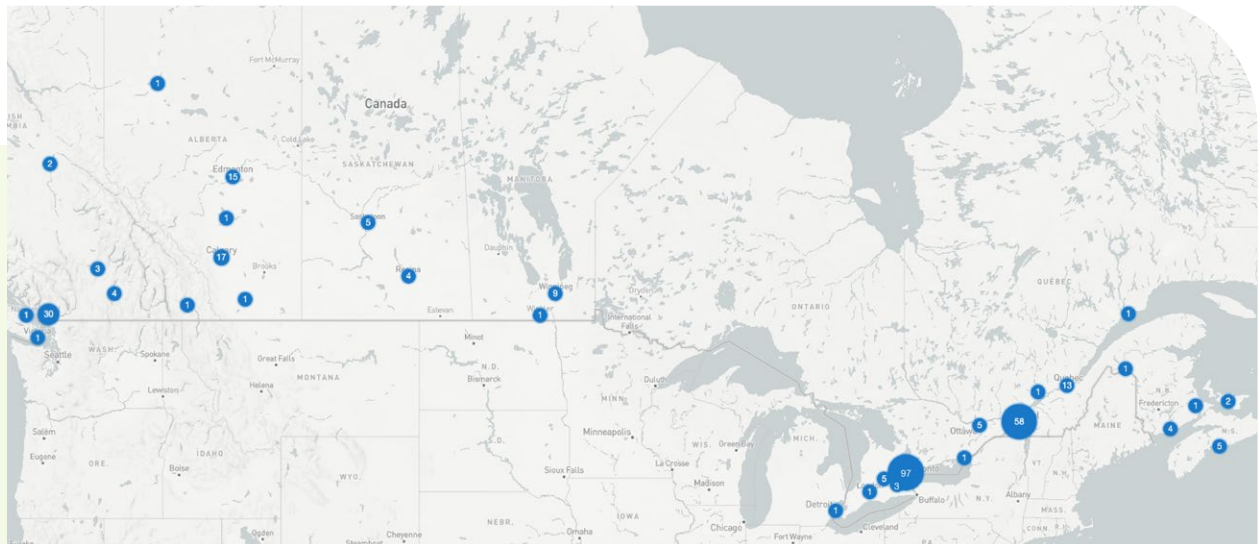 Fort McMurray
1
Canada
ISH
MBIA
ALBERTA
Cold Lake
2
Edmonton
15
SASKATCHEWAN
MANITOBA
1
5
Dauphin
17
Brooks
3
4
Winnipeg
9
Dryden
ONTARIO
QUÉBEC
4
1
1
Estevan
1
International
Falls
1
30
1
Seattle
WASH.
Spokane
Great Falls
Minot
1
Lewiston
Helena
MONTANA
N.D.
Bismarck
Duluth
MINN.
Quebec
13
1
N.B.
Fredericton
1
2
Salem
Eugene
ORE.
IDAHO
Boise
WYO.
S.D.
Minneapolis
Sioux Falls
WIS.
Green Bay
La Crosse
Madison
MICH.
Ottawa
5
58
1
MAINE
4
N.S.
5
VT.
N.H.
97
5
3
1
1
Detroit
Buffalo
N.Y.
Albany
MASS.
CONN.
R.I.
Ogden
Cheyenne
NEBR.
Omaha
IOWA
Chicago
Cleveland
Fort Wayne
PA.